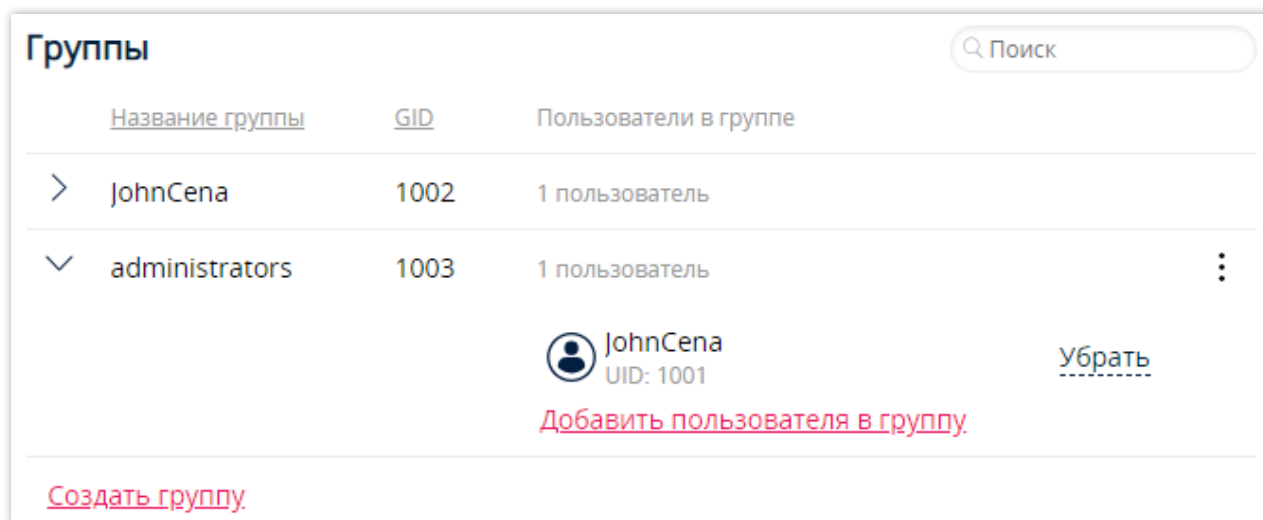 Группы
Поиск
Название группы GID Пользователи в группе
JohnCena 1002 1 пользователь
administrators 1003 1 пользователь
JohnCena
UID: 1001
Убрать
Добавить пользователя в группу
Создать группу